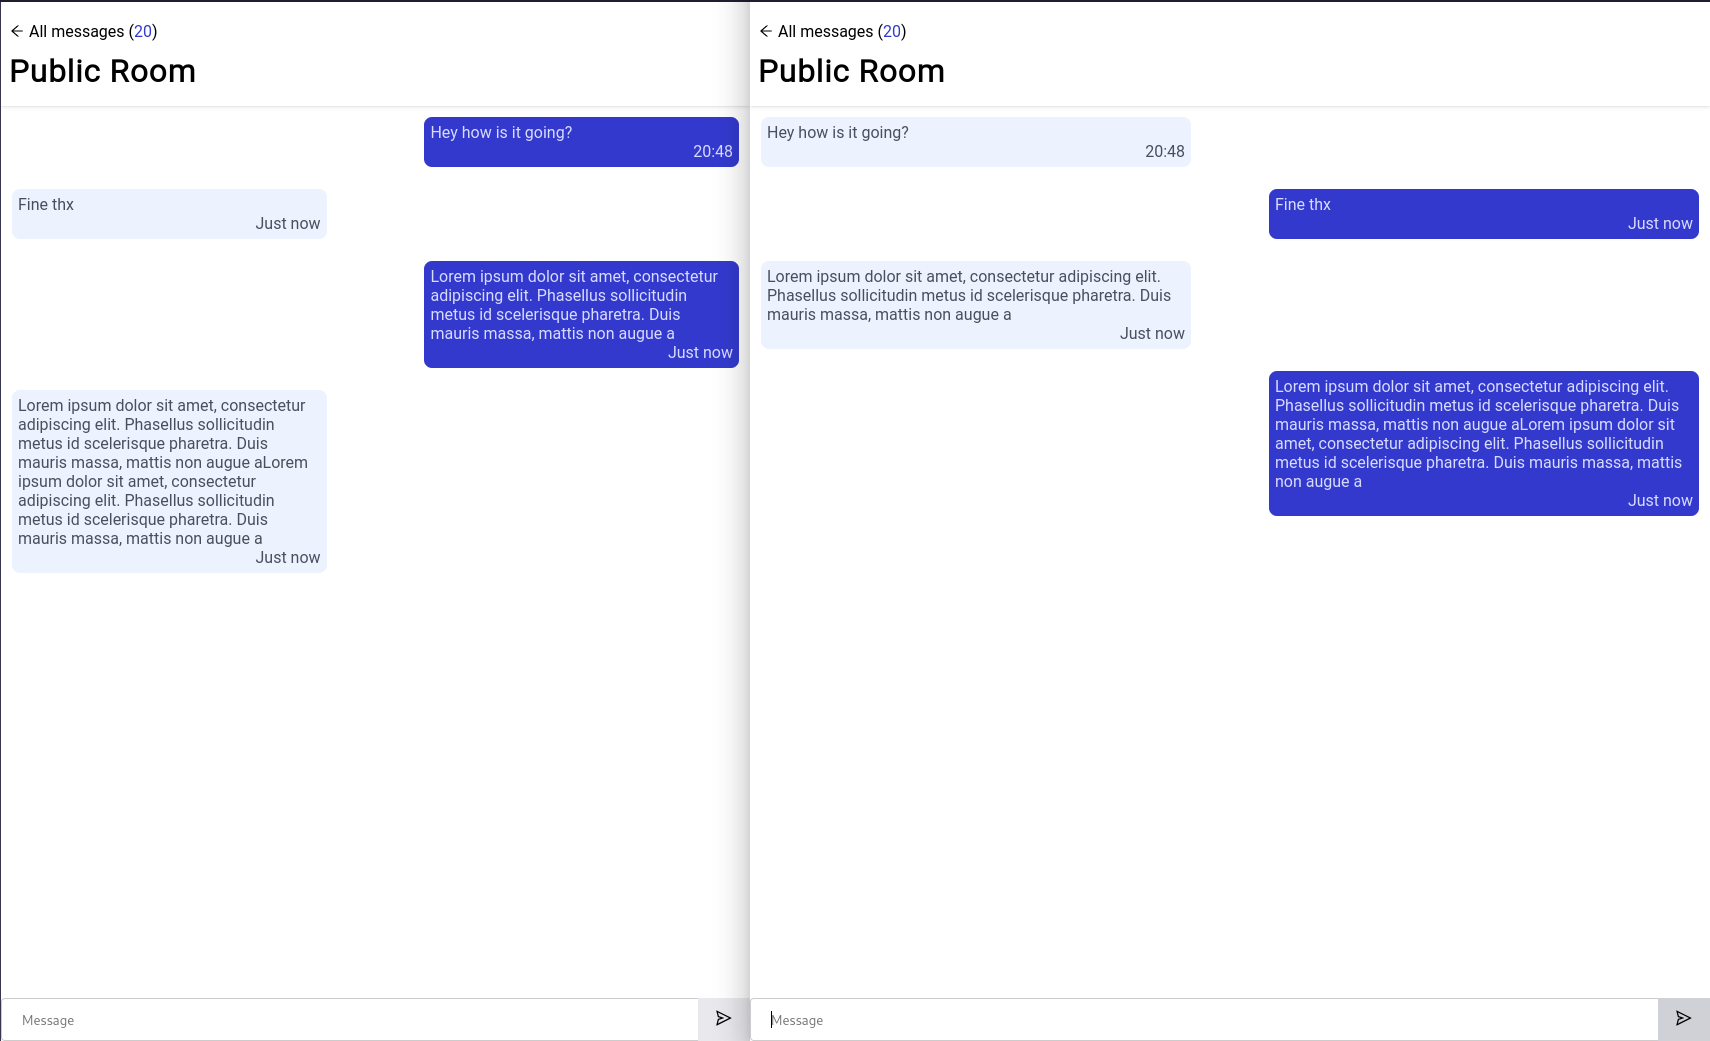 All messages (20)
Public Room
Hey how is it going?
20:48
Fine thx
Just now
Lorem ipsum dolor sit amet, consectetur
adipiscing elit. Phasellus sollicitudin
metus id scelerisque pharetra. Duis
mauris massa, mattis non augue a
Just now
Lorem ipsum dolor sit amet, consectetur
adipiscing elit. Phasellus sollicitudin
metus id scelerisque pharetra. Duis
mauris massa, mattis non augue aLorem
ipsum dolor sit amet, consectetur
adipiscing elit. Phasellus sollicitudin
metus id scelerisque pharetra. Duis
mauris massa, mattis non augue a
Just now
Message
All messages (20)
Public Room
Hey how is it going?
20:48
Fine thx
Just now
Lorem ipsum dolor sit amet, consectetur adipiscing elit.
Phasellus sollicitudin metus id scelerisque pharetra. Duis
mauris massa, mattis non augue a
Just now
Lorem ipsum dolor sit amet, consectetur adipiscing elit.
Phasellus sollicitudin metus id scelerisque pharetra. Duis
mauris massa, mattis non augue aLorem ipsum dolor sit
amet, consectetur adipiscing elit. Phasellus sollicitudin
metus id scelerisque pharetra. Duis mauris massa, mattis
non augue a
Just now
Message